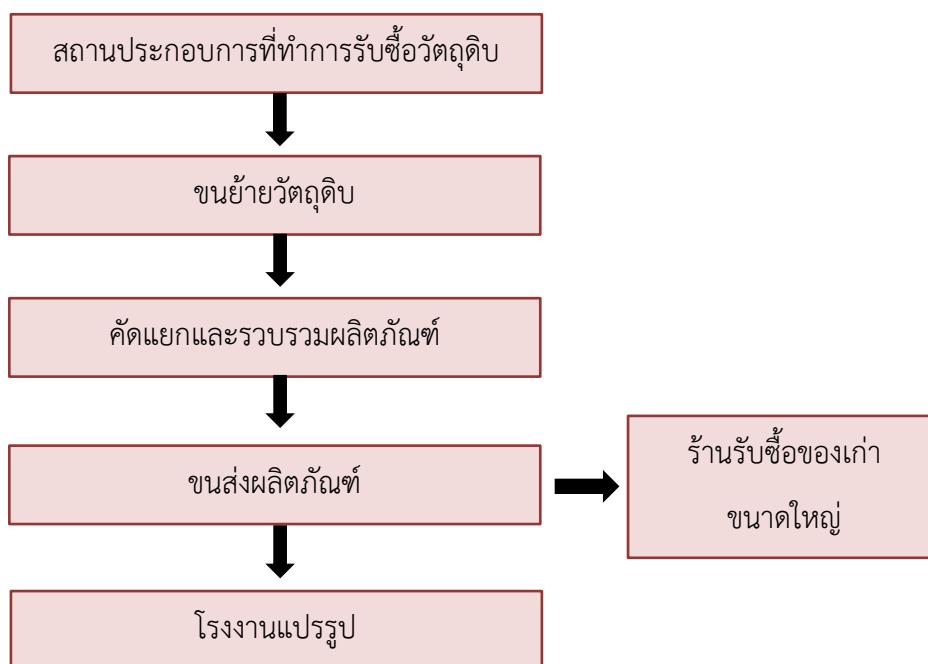 สถานประกอบการที่ทำการรับซื้อวัตถุดิบ
ขนย้ายวัตถุดิบ
คัดแยกและรวบรวมผลิตภัณฑ์
ขนส่งผลิตภัณฑ์
ร้านรับซื้อของเก่า
ขนาดใหญ่
โรงงานแปรรูป